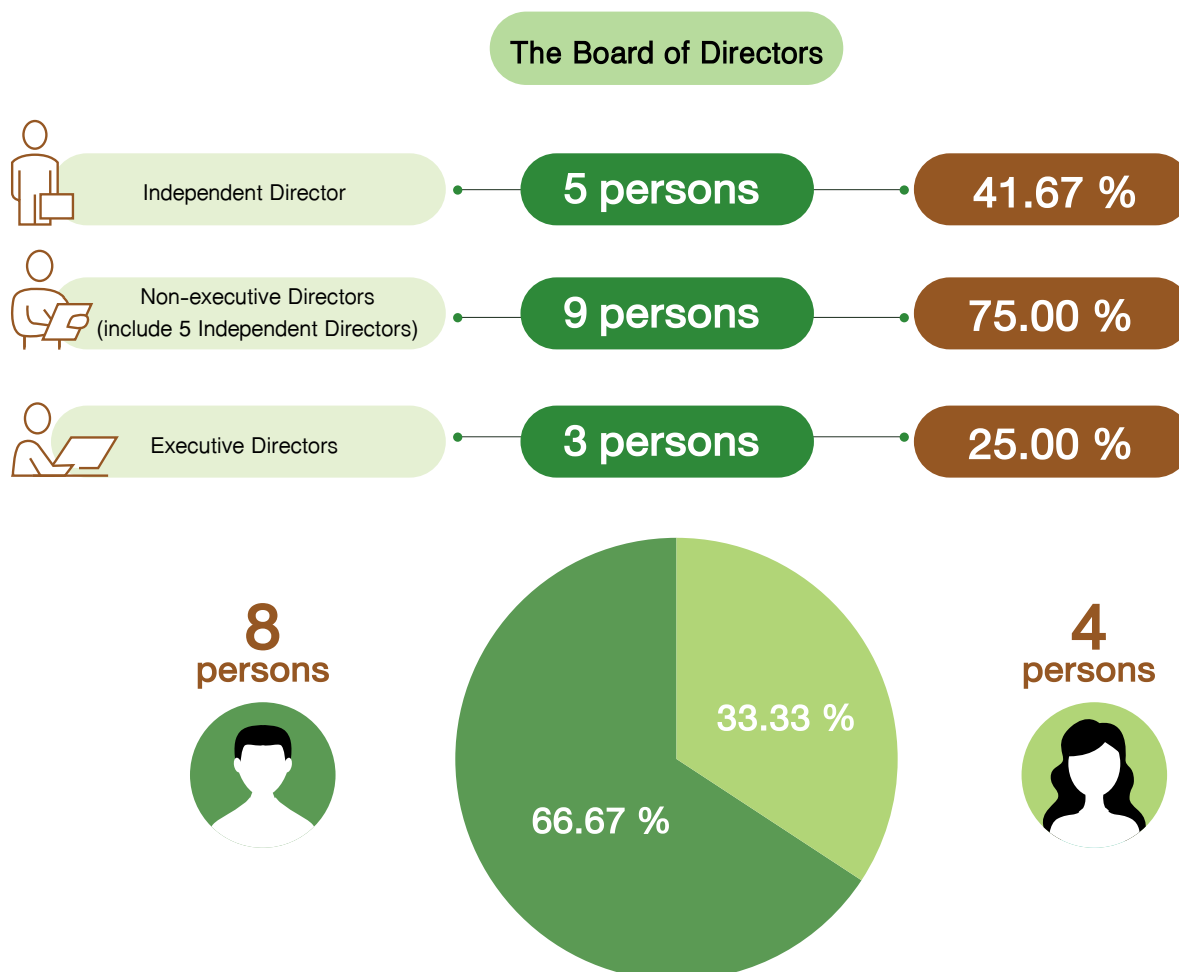 The Board of Directors
Independent Director
5 persons
41.67 %
Non-executive Directors
(include 5 Independent Directors)
9 persons
75.00 %
Executive Directors
3 persons
25.00 %
8
persons
33.33 %
66.67 %
4
persons